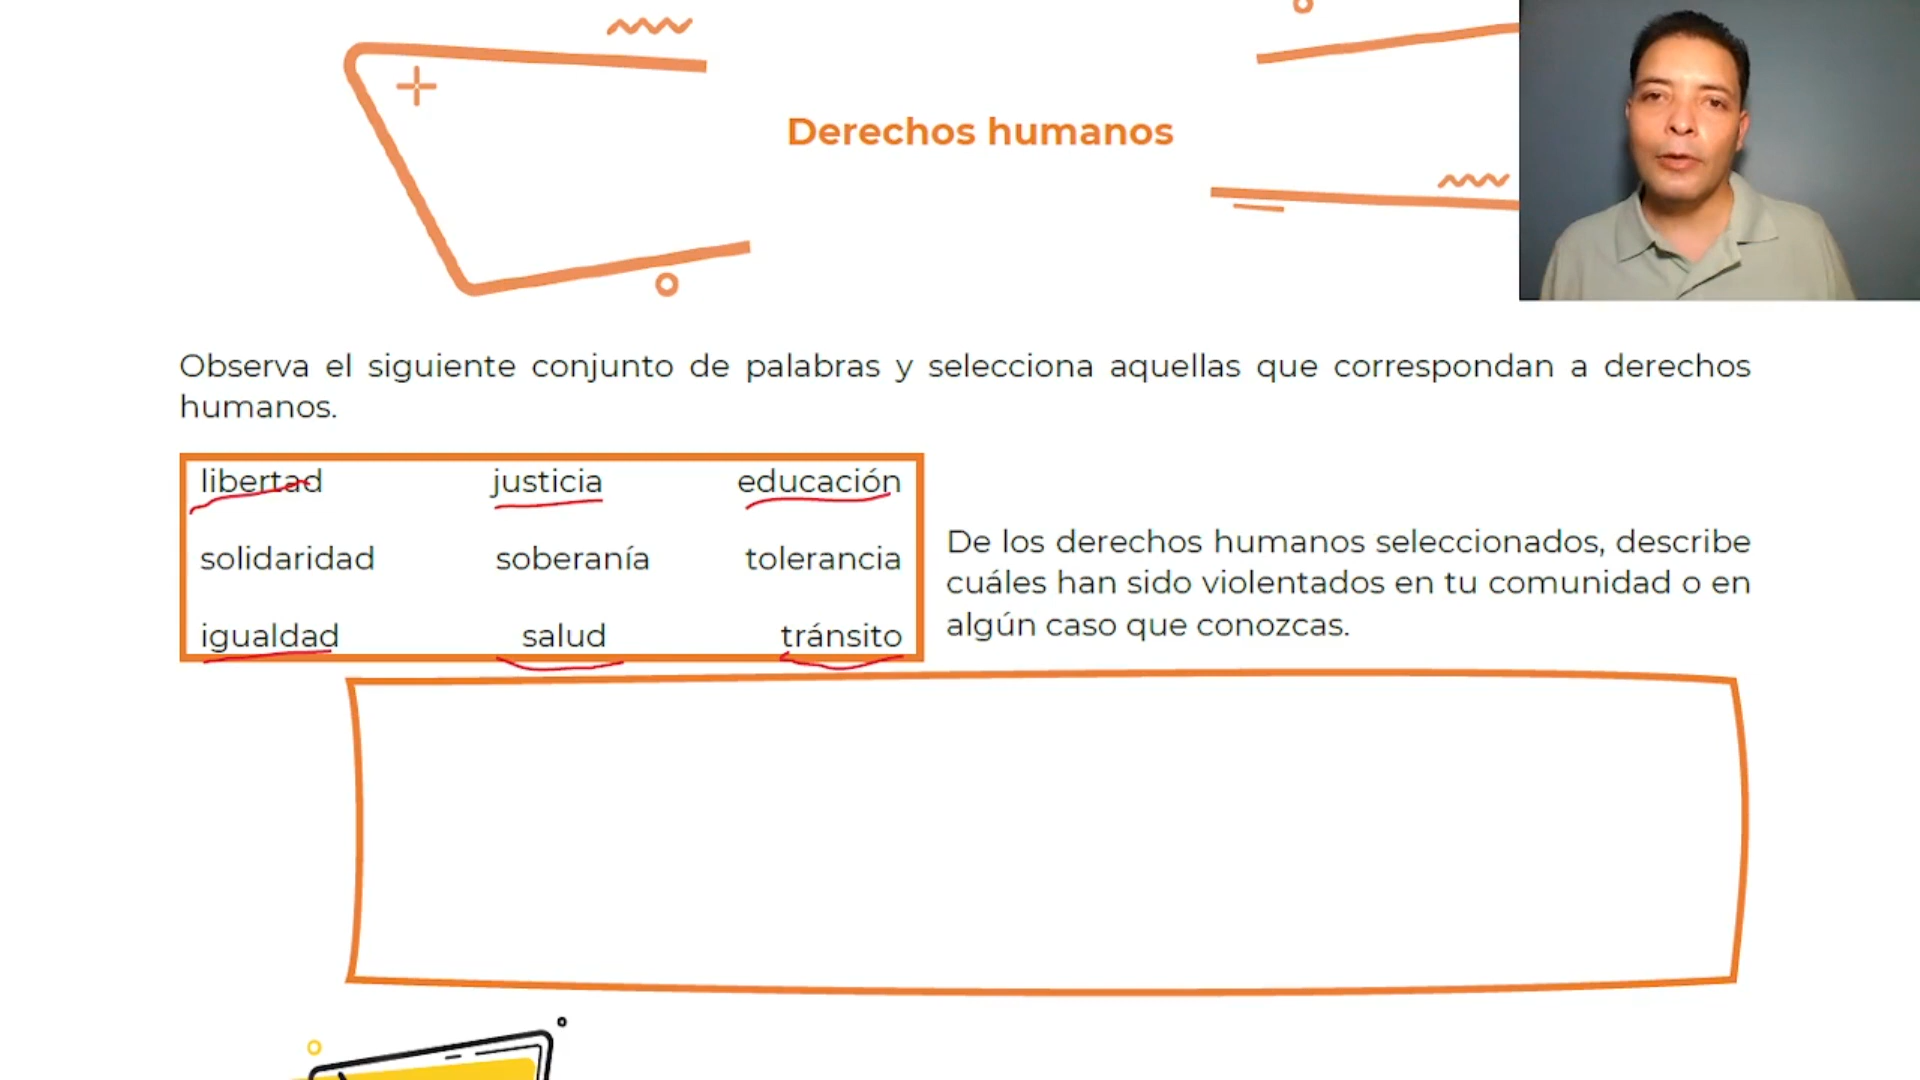 Derechos humanos
Observa el siguiente conjunto de palabras y selecciona aquellas que correspondan a derechos
humanos.
libertad justicia educación
solidaridad soberanía tolerancia
igualdad salud tránsito
De los derechos humanos seleccionados, describe
cuáles han sido violentados en tu comunidad o en
algún caso que conozcas.